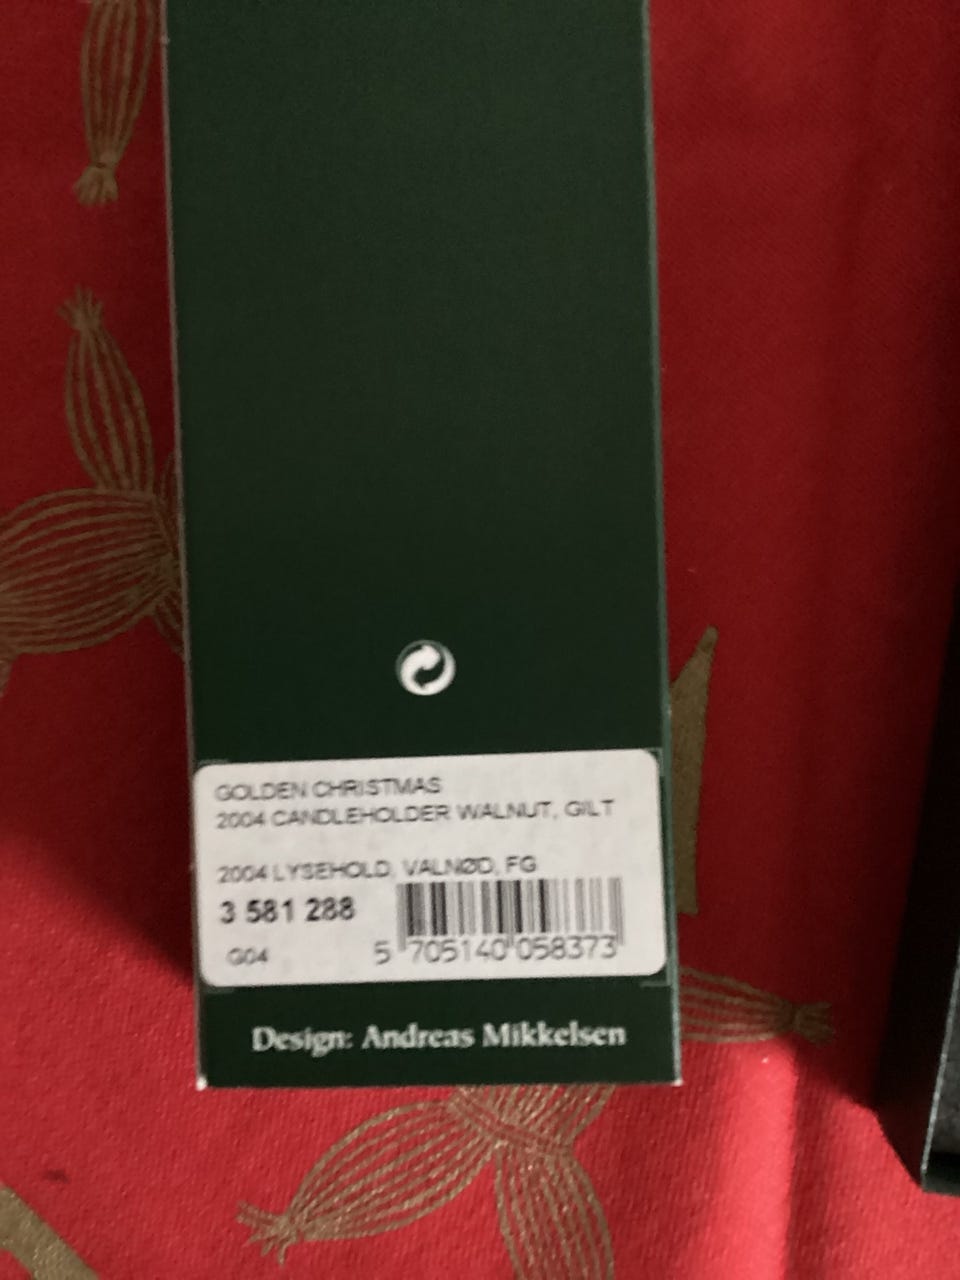 GOLDEN CHRISTMAS
2004 CANDLEHOLDER WALNUT, GILT
2004 LYSEHOLD, VALNØD, FG
3 581 288
G04
5 705140 058373
Design: Andreas Mikkelsen